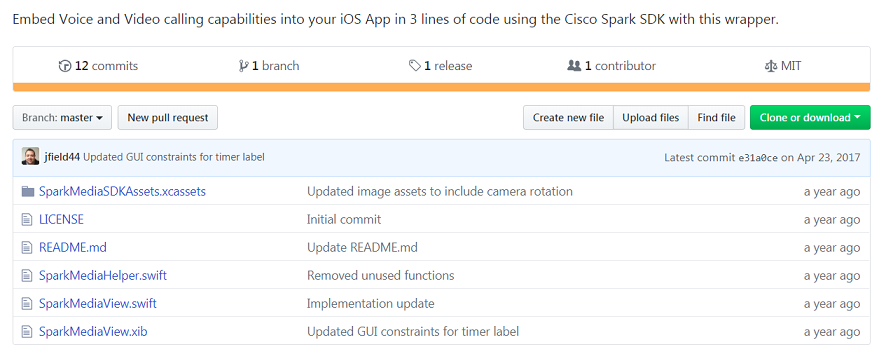 Embed Voice and Video calling capabilities into your iOS App in 3 lines of code using the Cisco Spark SDK with this wrapper.
12 commits 1 branch 1 release 1 contributor MIT
Branch: master New pull request Create new file Upload files Find file Clone or download
jfield44 Updated GUI constraints for timer label Latest commit e31a0ce on Apr 23, 2017
SparkMediaSDKAssets.xcassets Updated image assets to include camera rotation a year ago
LICENSE Initial commit a year ago
README.md Update README.md a year ago
SparkMediaHelper.swift Removed unused functions a year ago
SparkMediaView.swift Implementation update a year ago
SparkMediaView.xib Updated GUI constraints for timer label a year ago